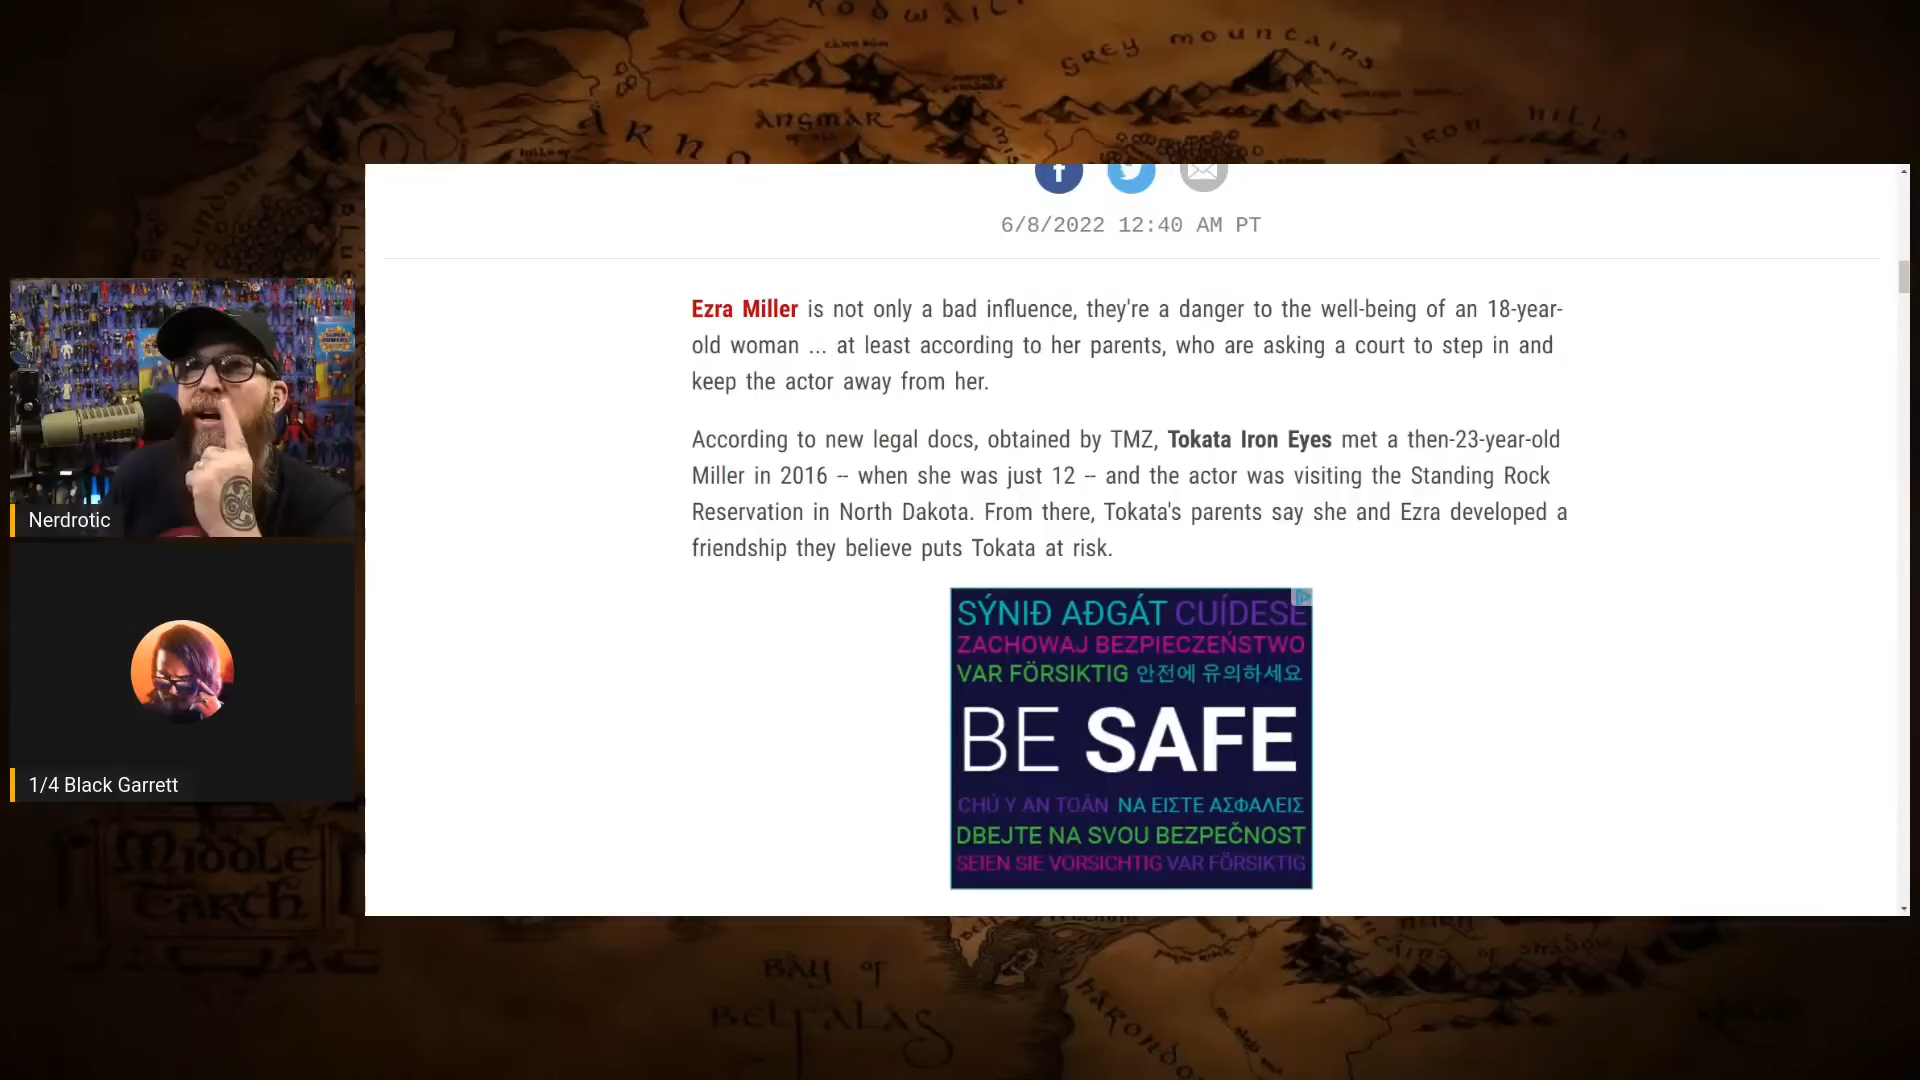 GREY MOUNTAINS
ANGMAR
IRON HILLS
6/8/2022 12:40 AM PT
Ezra Miller is not only a bad influence, they're a danger to the well-being of an 18-year-
old woman ... at least according to her parents, who are asking a court to step in and
keep the actor away from her.
According to new legal docs, obtained by TMZ, Tokata Iron Eyes met a then-23-year-old
Miller in 2016 -- when she was just 12 -- and the actor was visiting the Standing Rock
Reservation in North Dakota. From there, Tokata's parents say she and Ezra developed a
friendship they believe puts Tokata at risk.
SÝNIÐ AÐGÁT CUÍDESE
ZACHOWAJ BEZPIECZEŃSTWO
VAR FÖRSIKTIG 안전에 유의하세요
BE SAFE
CHÚ Ý AN TOÀN ΝΑ ΕΙΣΤΕ ΑΣΦΑΛΕΙΣ
DBEJTE NA SVOU BEZPEČNOST
SEIEN SIE VORSICHTIG VAR FÖRSIKTIG
Nerdrotic
1/4 Black Garrett
MIDDLE
EARTH
BAY OF
BELFALAS